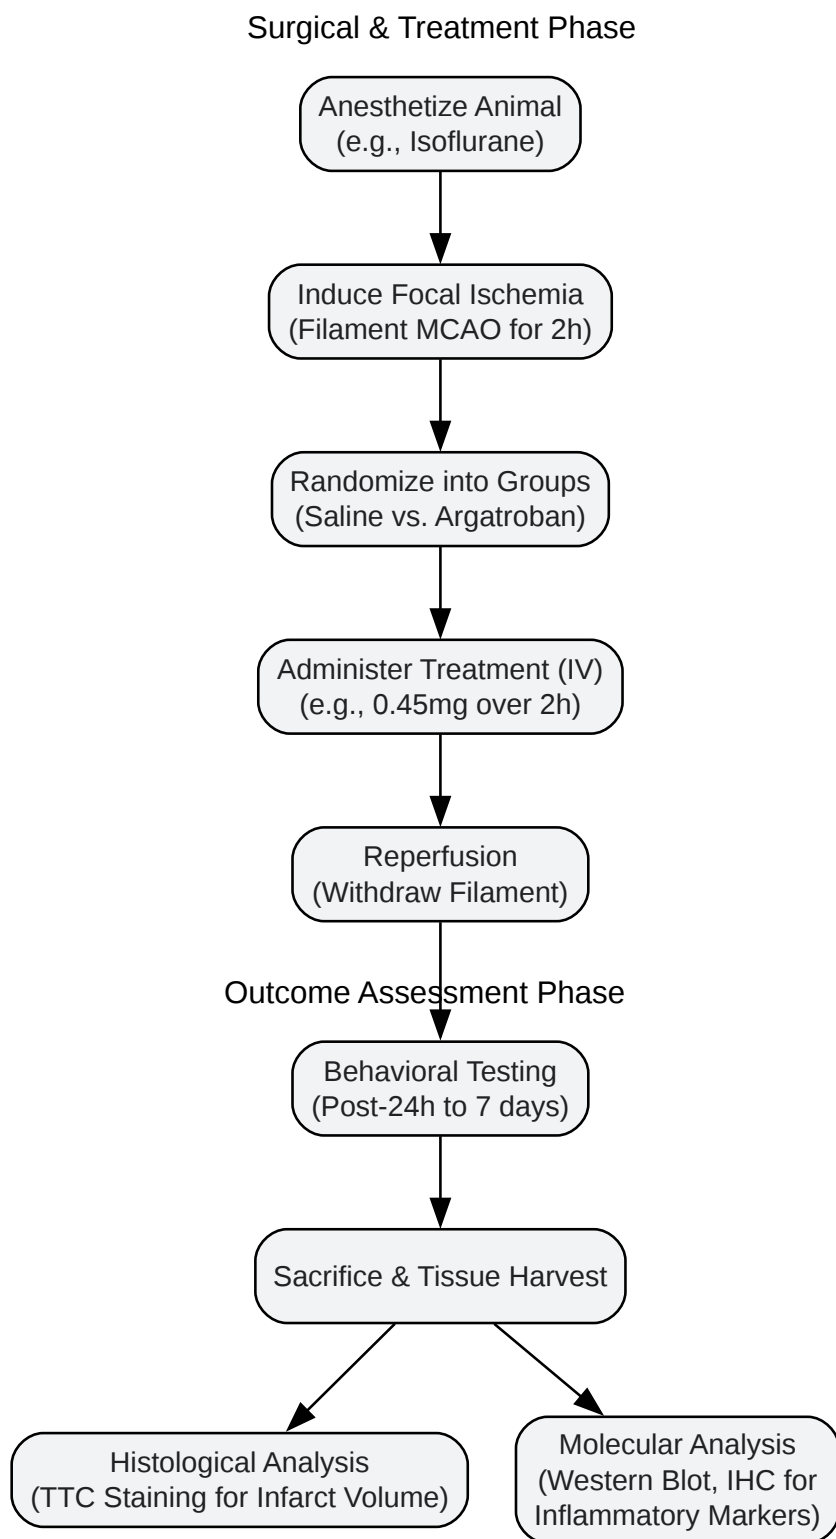 Surgical & Treatment Phase
Anesthetize Animal
(e.g., Isoflurane)
Induce Focal Ischemia
(Filament MCAO for 2h)
Randomize into Groups
(Saline vs. Argatroban)
Administer Treatment (IV)
(e.g., 0.45mg over 2h)
Reperfusion
(Withdraw Filament)
Outcome Assessment Phase
Behavioral Testing
(Post-24h to 7 days)
Sacrifice & Tissue Harvest
Histological Analysis
(TTC Staining for Infarct Volume)
Molecular Analysis
(Western Blot, IHC for
Inflammatory Markers)